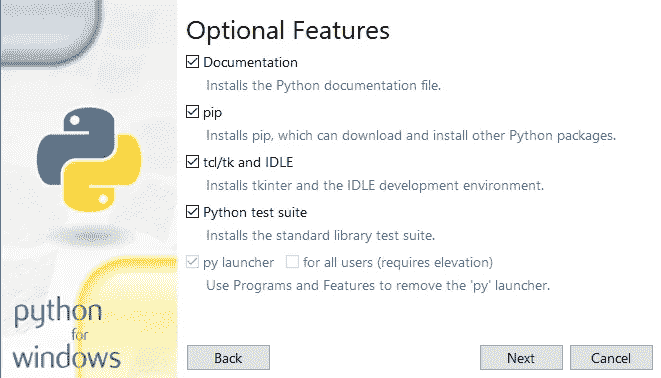 Optional Features
Documentation
Installs the Python documentation file.
pip
Installs pip, which can download and install other Python packages.
tcl/tk and IDLE
Installs tkinter and the IDLE development environment.
Python test suite
Installs the standard library test suite.
py launcher for all users (requires elevation)
Use Programs and Features to remove the 'py' launcher.
python
for
windows
Back Next Cancel